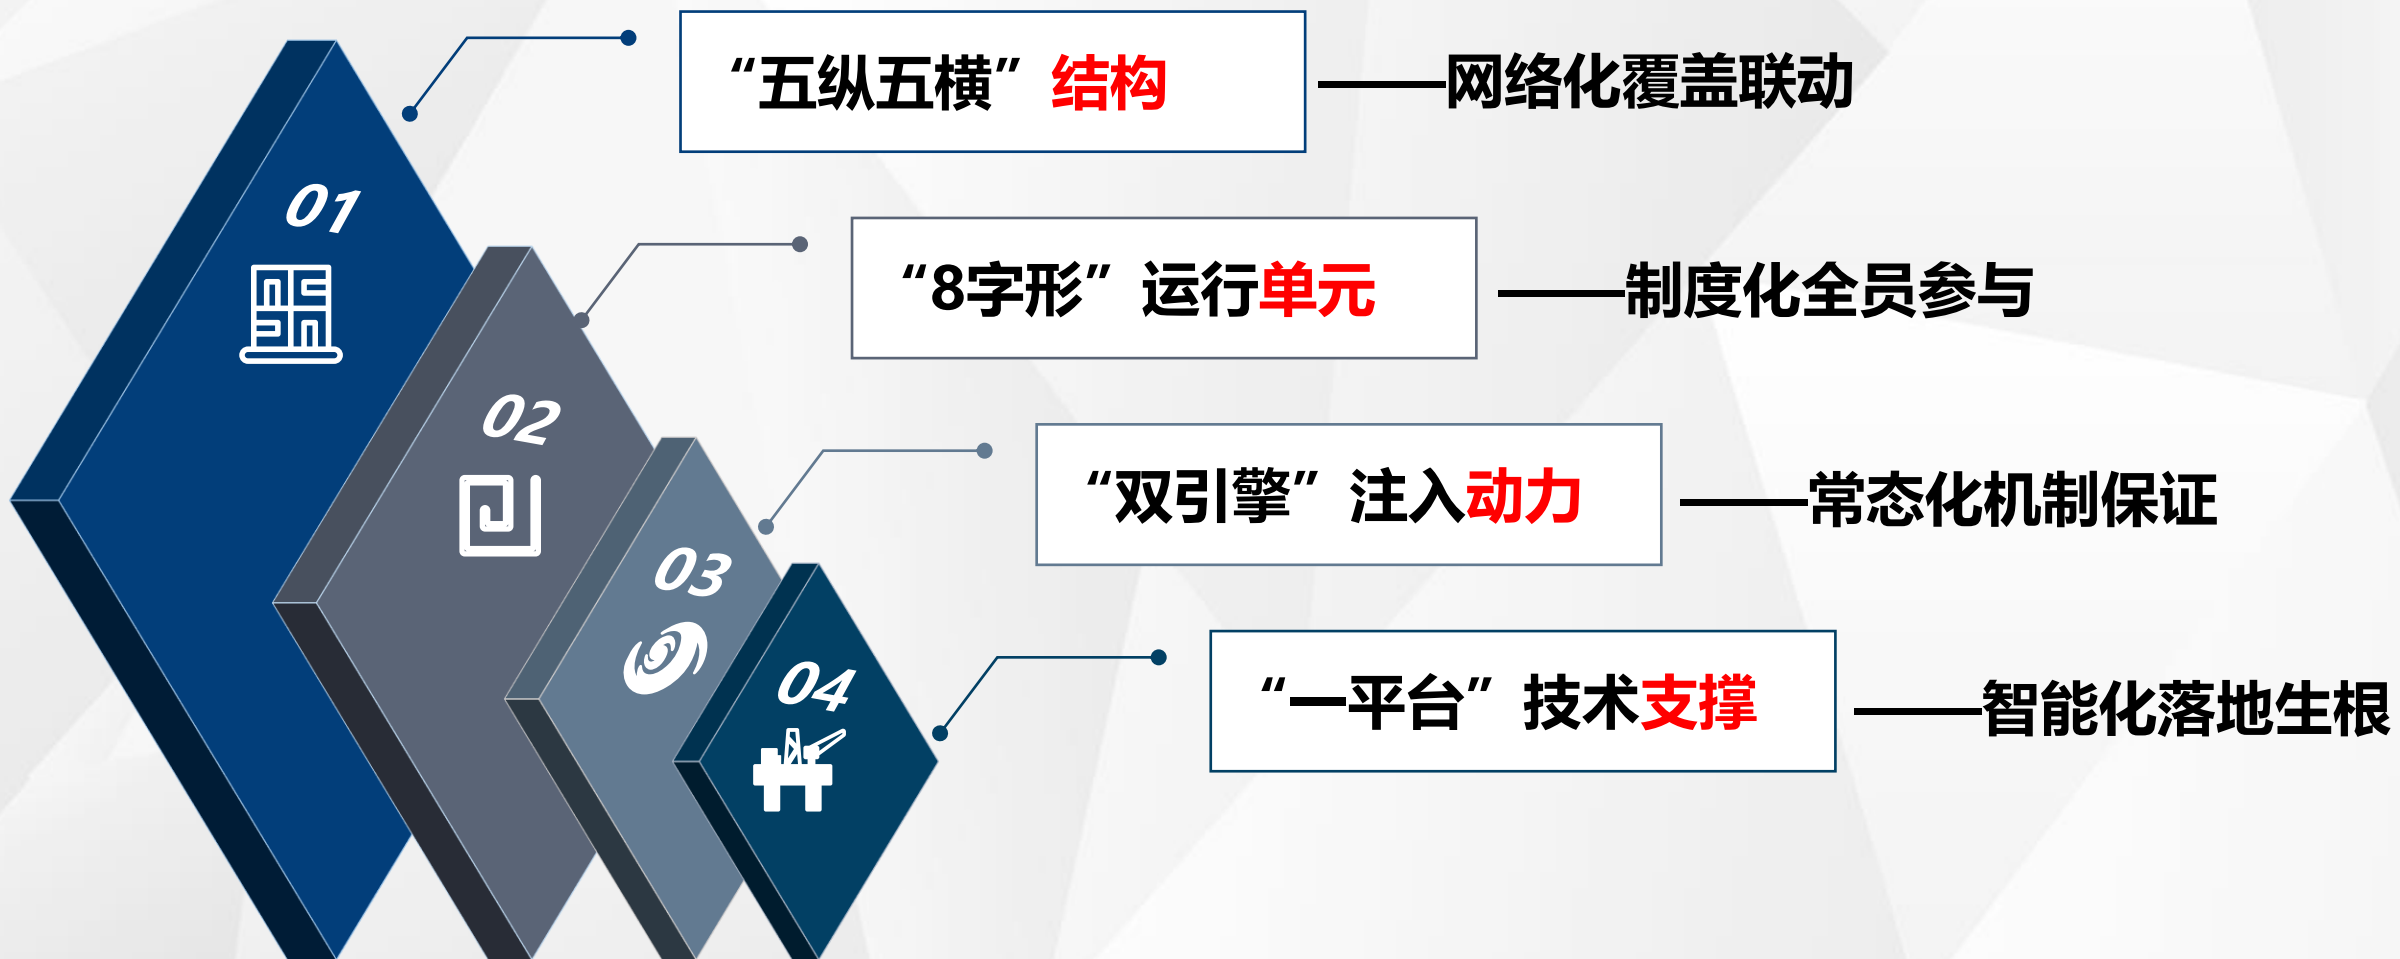 01
“五纵五横”结构——网络化覆盖联动
02
“8字形”运行单元——制度化全员参与
03
“双引擎”注入动力——常态化机制保证
04
“一平台”技术支撑——智能化落地生根